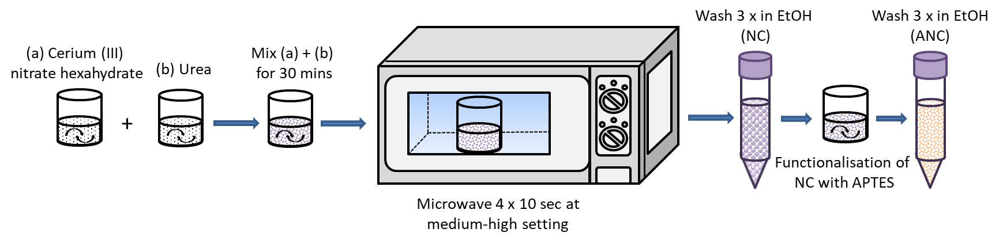 (a) Cerium (III)
nitrate hexahydrate
+
(b) Urea
Mix (a) + (b)
for 30 mins
Microwave 4 x 10 sec at
medium-high setting
Wash 3 x in EtOH
(NC)
Functionalisation of
NC with APTES
Wash 3 x in EtOH
(ANC)